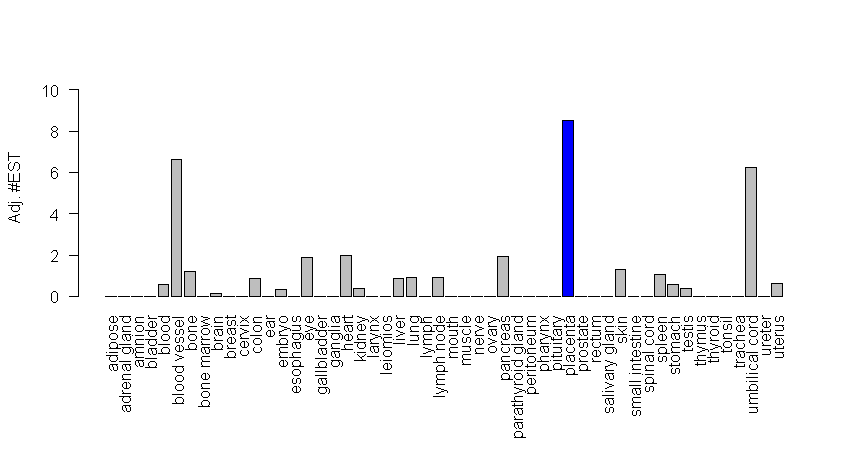 10
8
6
4
2
0
Adj. #EST
adipose
adrenal gland
amnion
bladder
blood
blood vessel
bone
bone marrow
brain
breast
cervix
colon
ear
embryo
esophagus
eye
gallbladder
ganglia
heart
kidney
larynx
leiomios
liver
lung
lymph
lymph node
mouth
muscle
nerve
ovary
pancreas
parathyroid gland
peritoneum
pharynx
pituitary
placenta
prostate
rectum
salivary gland
skin
small intestine
spinal cord
spleen
stomach
testis
thymus
thyroid
tonsil
trachea
umbilical cord
ureter
uterus